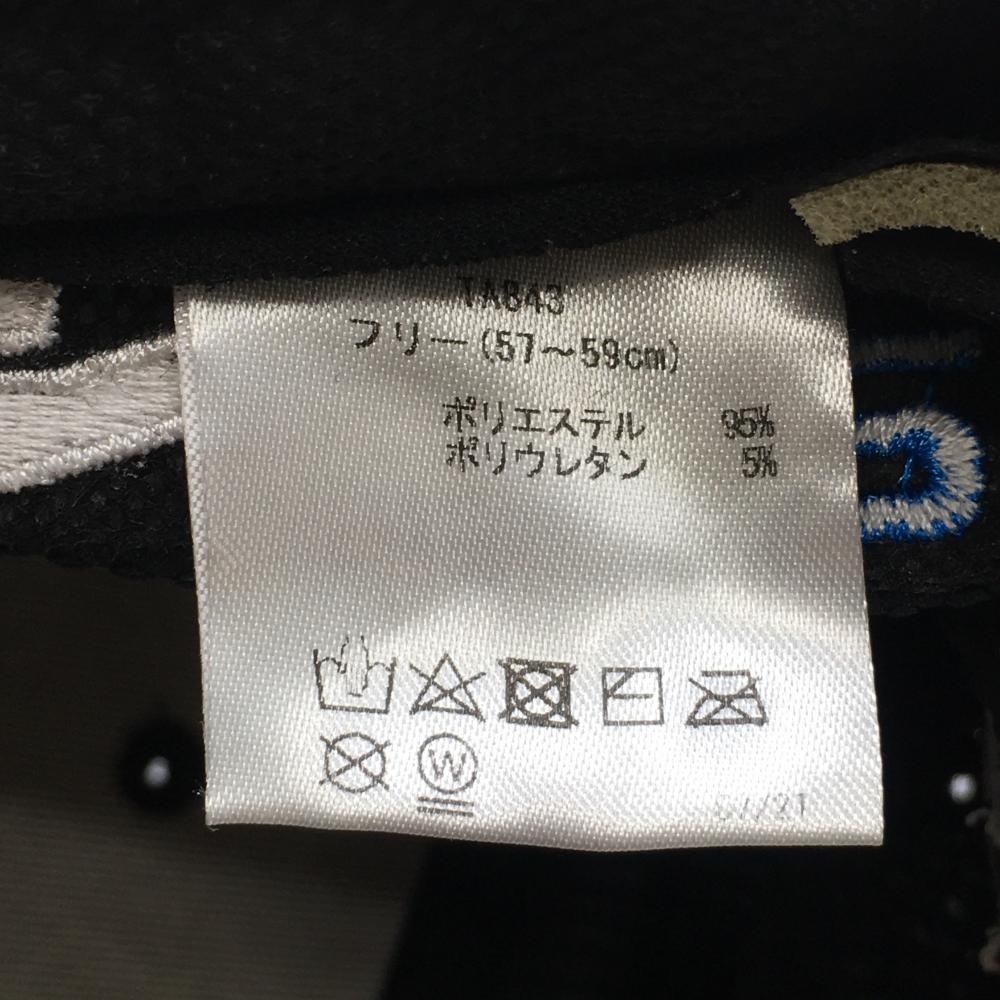 TA843
フリー(57～59cm)
ポリエステル 95%
ポリウレタン 5%
W